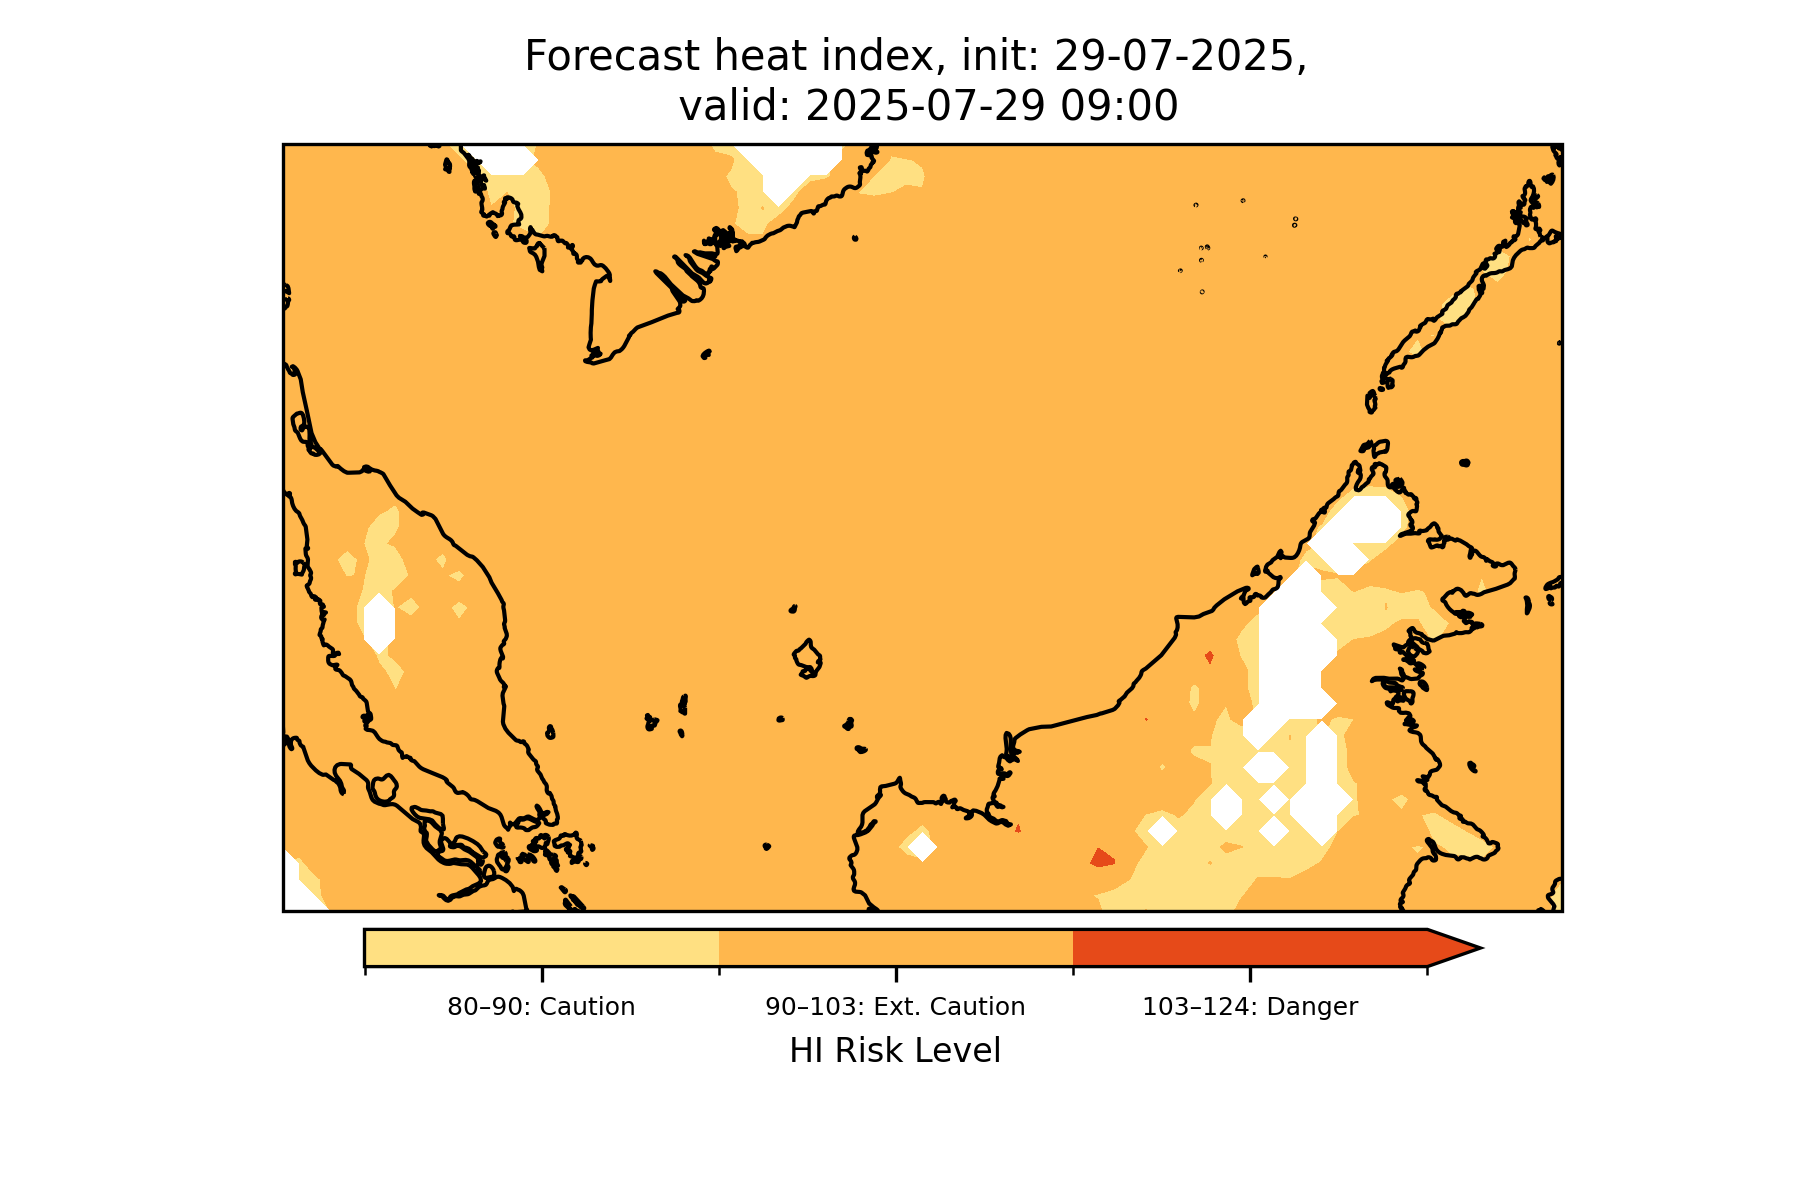 Forecast heat index, init: 29-07-2025,
valid: 2025-07-29 09:00
80–90: Caution
90–103: Ext. Caution
103–124: Danger
HI Risk Level